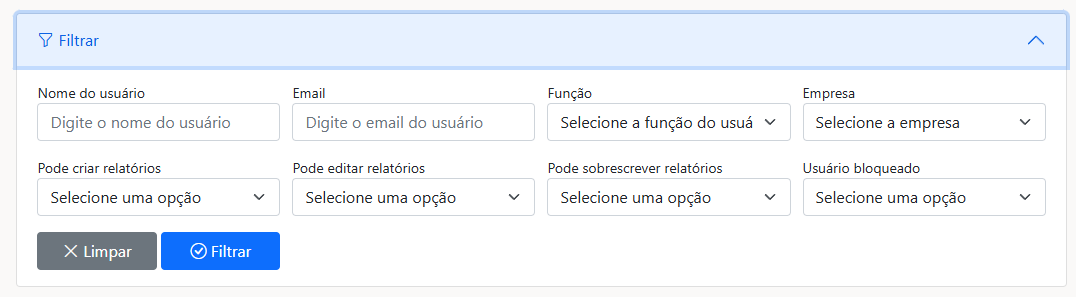 Filtrar
Nome do usuário Email Função Empresa
Digite o nome do usuário Digite o email do usuário Selecione a função do usuá Selecione a empresa
Pode criar relatórios Pode editar relatórios Pode sobrescrever relatórios Usuário bloqueado
Selecione uma opção Selecione uma opção Selecione uma opção Selecione uma opção
Limpar Filtrar